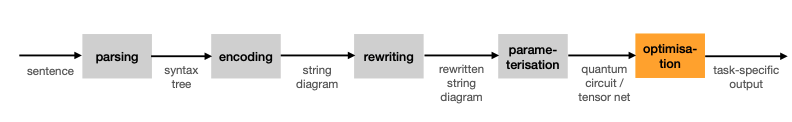 sentence
parsing
syntax
tree
encoding
string
diagram
rewriting
rewritten
string
diagram
parame-
terisation
quantum
circuit /
tensor net
optimisa-
tion
task-specific
output